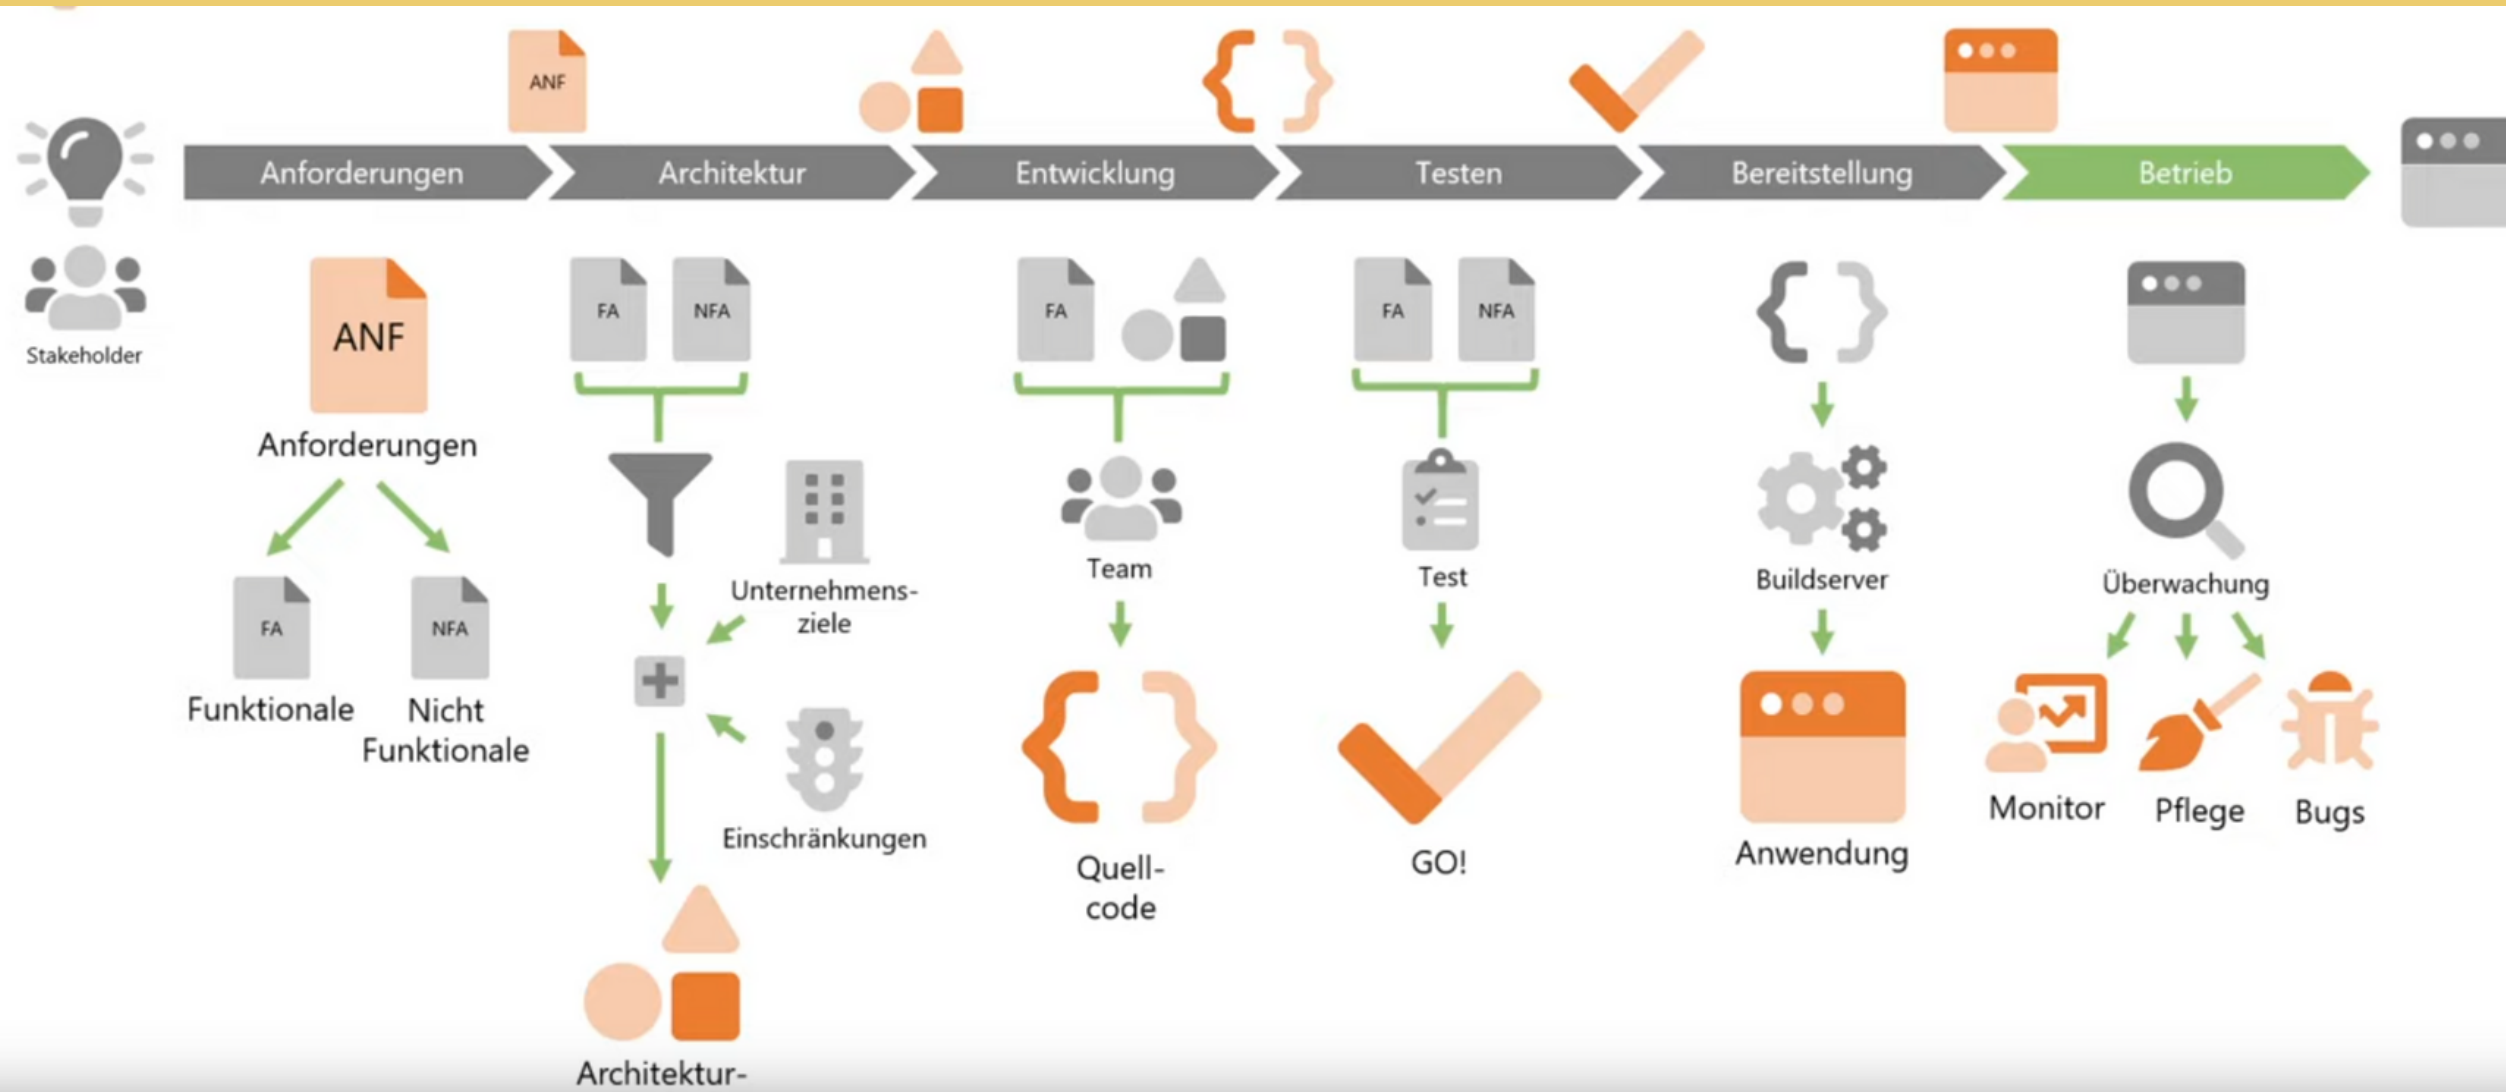 ANF
Anforderungen
Architektur
Entwicklung
Testen
Bereitstellung
Betrieb
Stakeholder
ANF
Anforderungen
FA
NFA
Funktionale
Nicht
Funktionale
FA
NFA
Unternehmens-
ziele
Einschränkungen
Architektur-
FA
Team
Quell-
code
FA
NFA
Test
GO!
Buildserver
Anwendung
Überwachung
Monitor
Pflege
Bugs